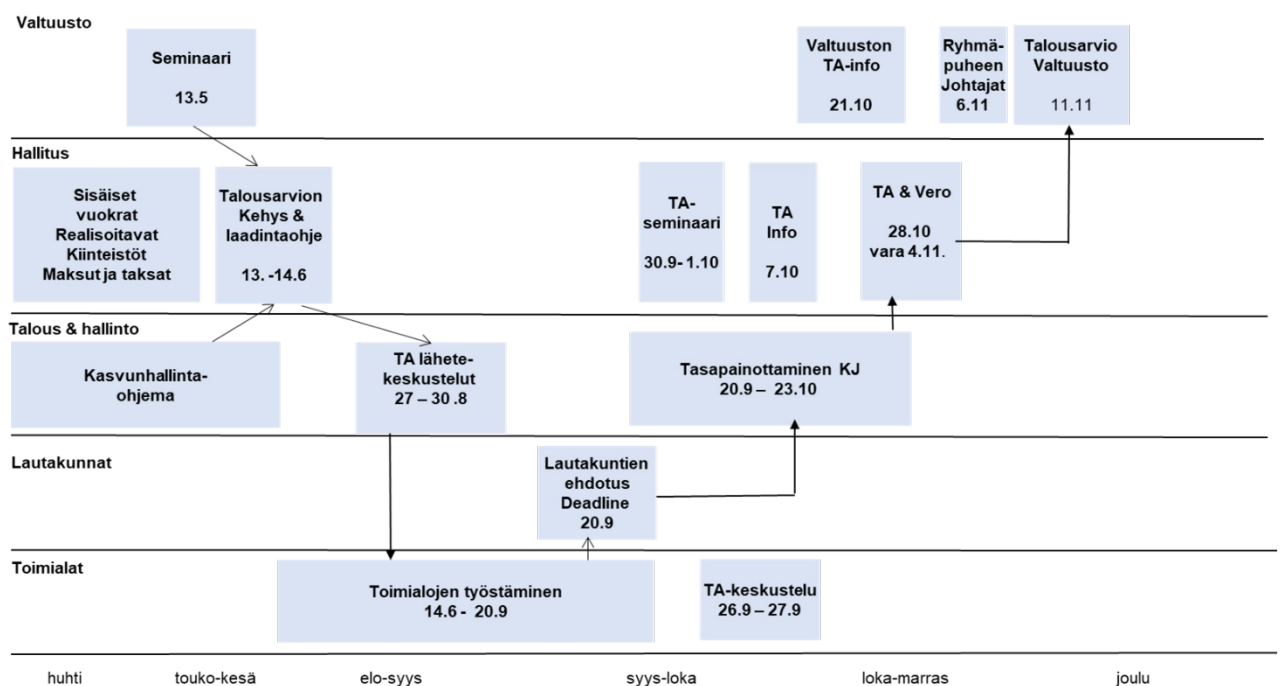 Valtuusto
Seminaari
13.5
Valtuuston
TA-info
21.10
Ryhmä-
puheen
Johtajat
6.11
Talousarvio
Valtuusto
11.11
Hallitus
Sisäiset
vuokrat
Realisoitavat
Kiinteistöt
Maksut ja taksat
Talousarvion
Kehys &
laadintaohje
13. -14.6
TA-
seminaari
30.9- 1.10
TA
Info
7.10
TA & Vero
28.10
vara 4.11.
Talous & hallinto
Kasvunhallinta-
ohjema
TA lähete-
keskustelut
27 – 30 .8
Tasapainottaminen KJ
20.9 – 23.10
Lautakunnat
Lautakuntien
ehdotus
Deadline
20.9
Toimialat
Toimialojen työstäminen
14.6 - 20.9
TA-keskustelu
26.9 – 27.9
huhti touko-kesä elo-syys syys-loka loka-marras joulu